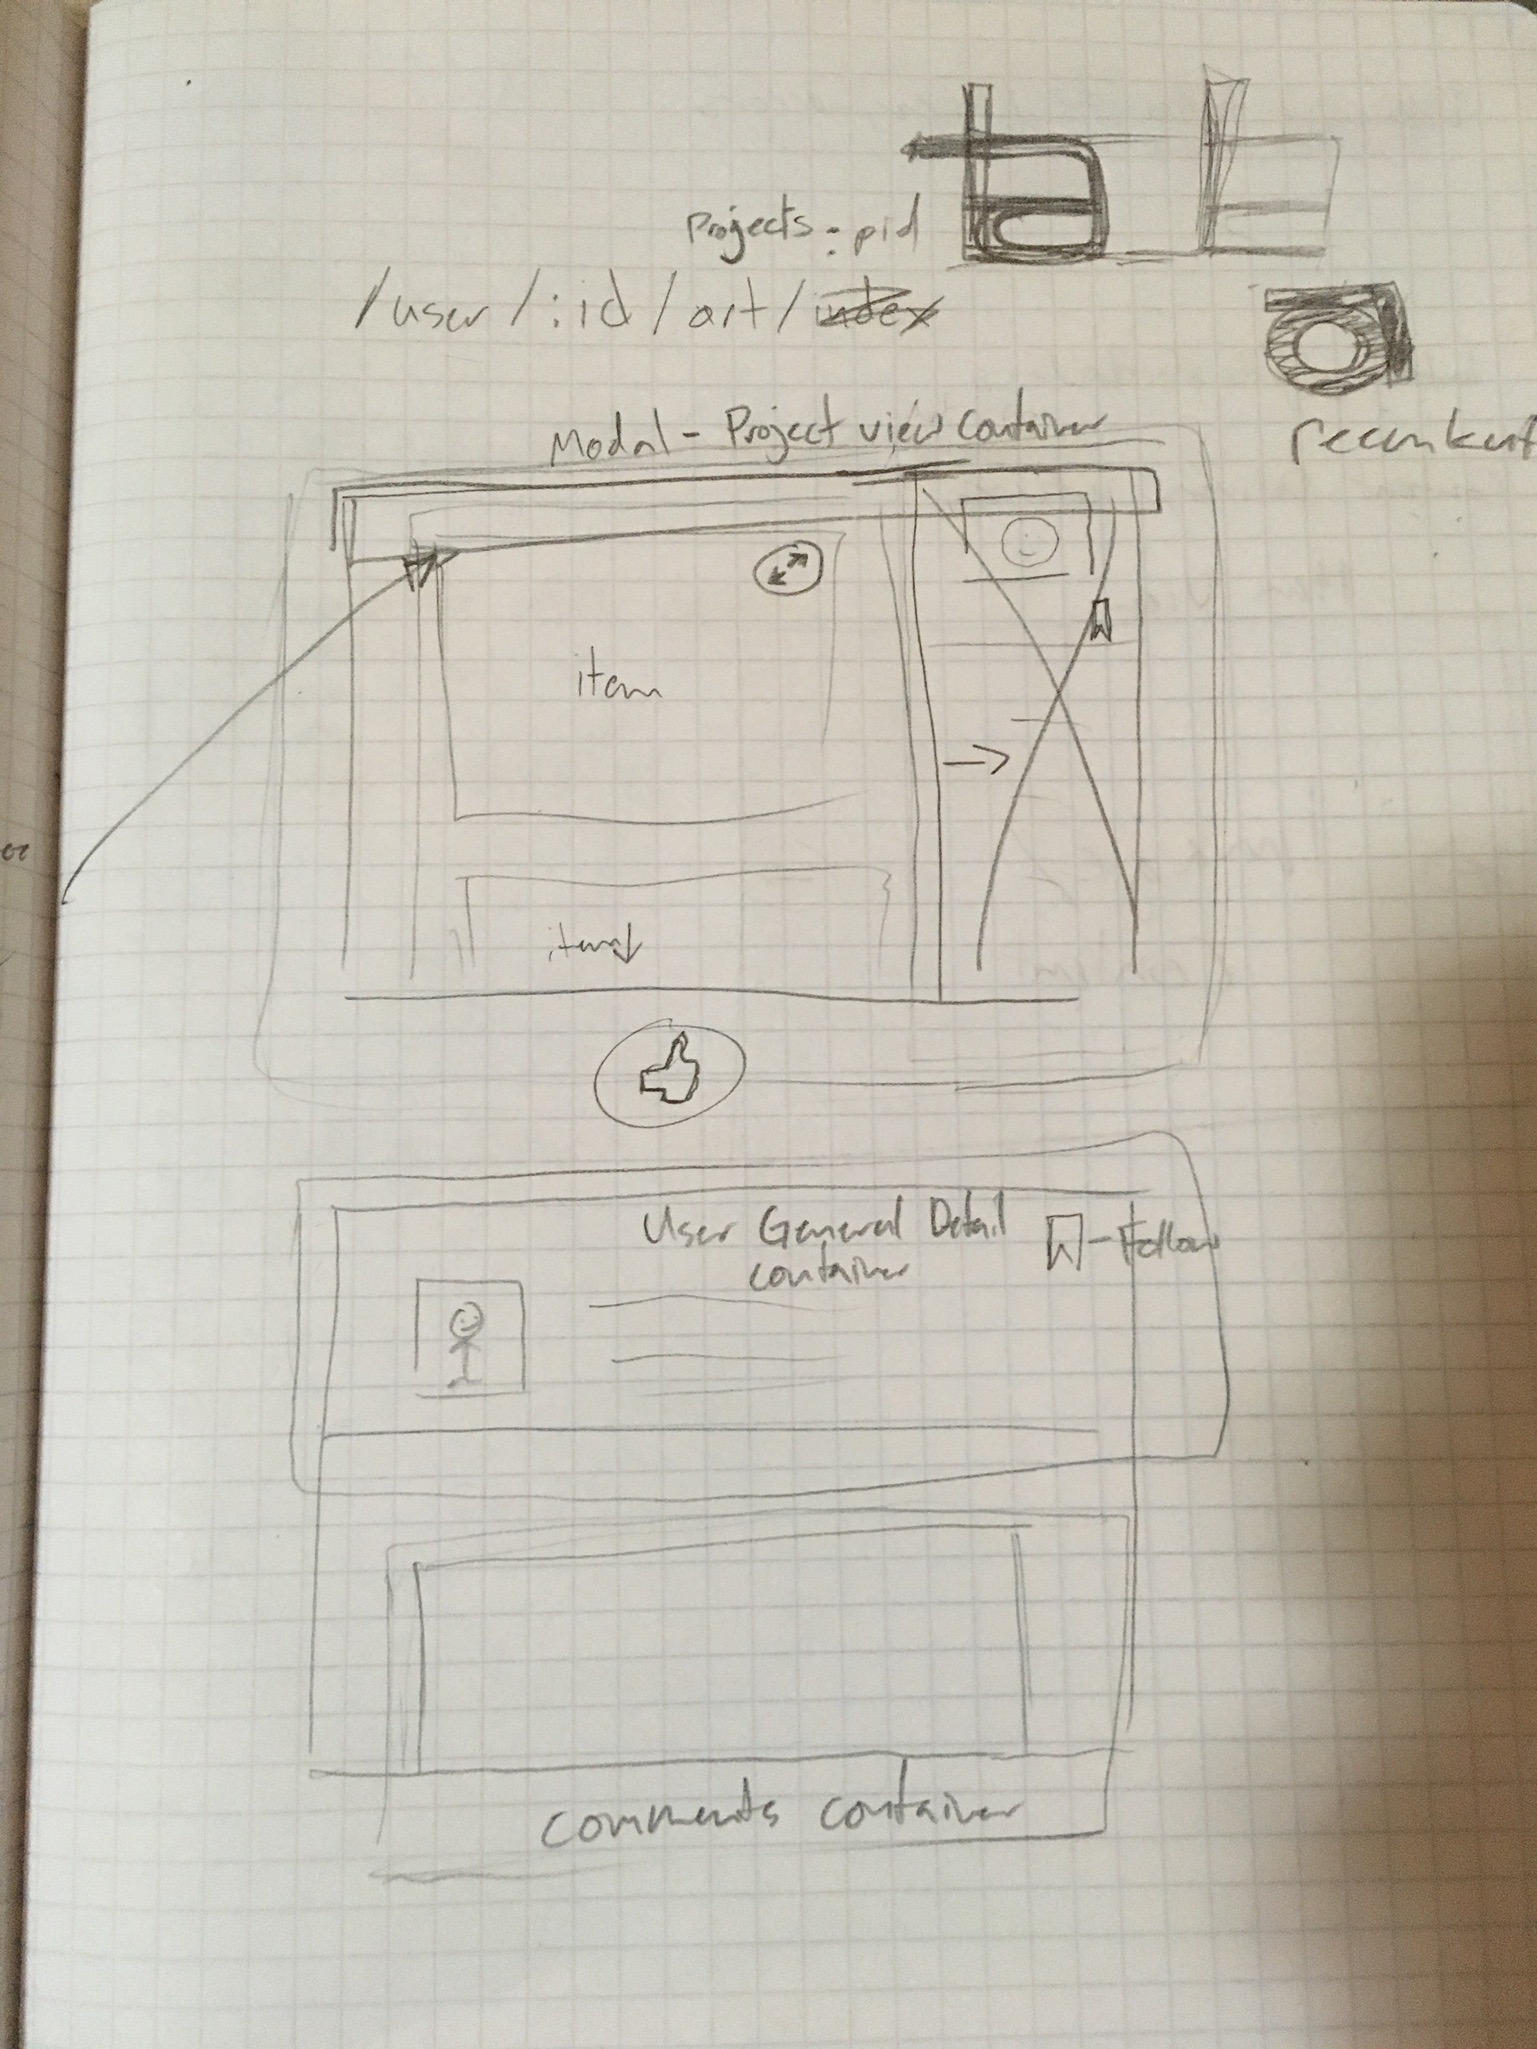 Projects :pid
/user/:id/art/index
Modal - Project view container
item
item
User General Detail
container
- Follow
comments container